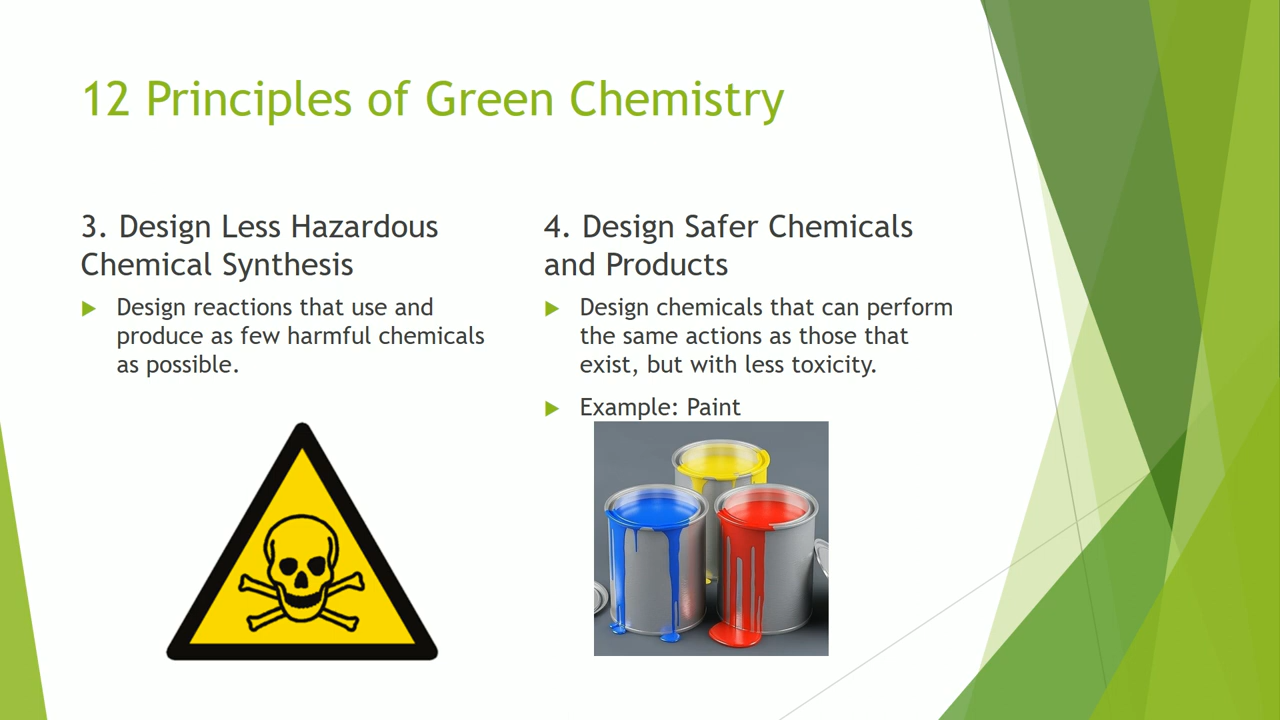 12 Principles of Green Chemistry
3. Design Less Hazardous
Chemical Synthesis
Design reactions that use and
produce as few harmful chemicals
as possible.
4. Design Safer Chemicals
and Products
Design chemicals that can perform
the same actions as those that
exist, but with less toxicity.
Example: Paint